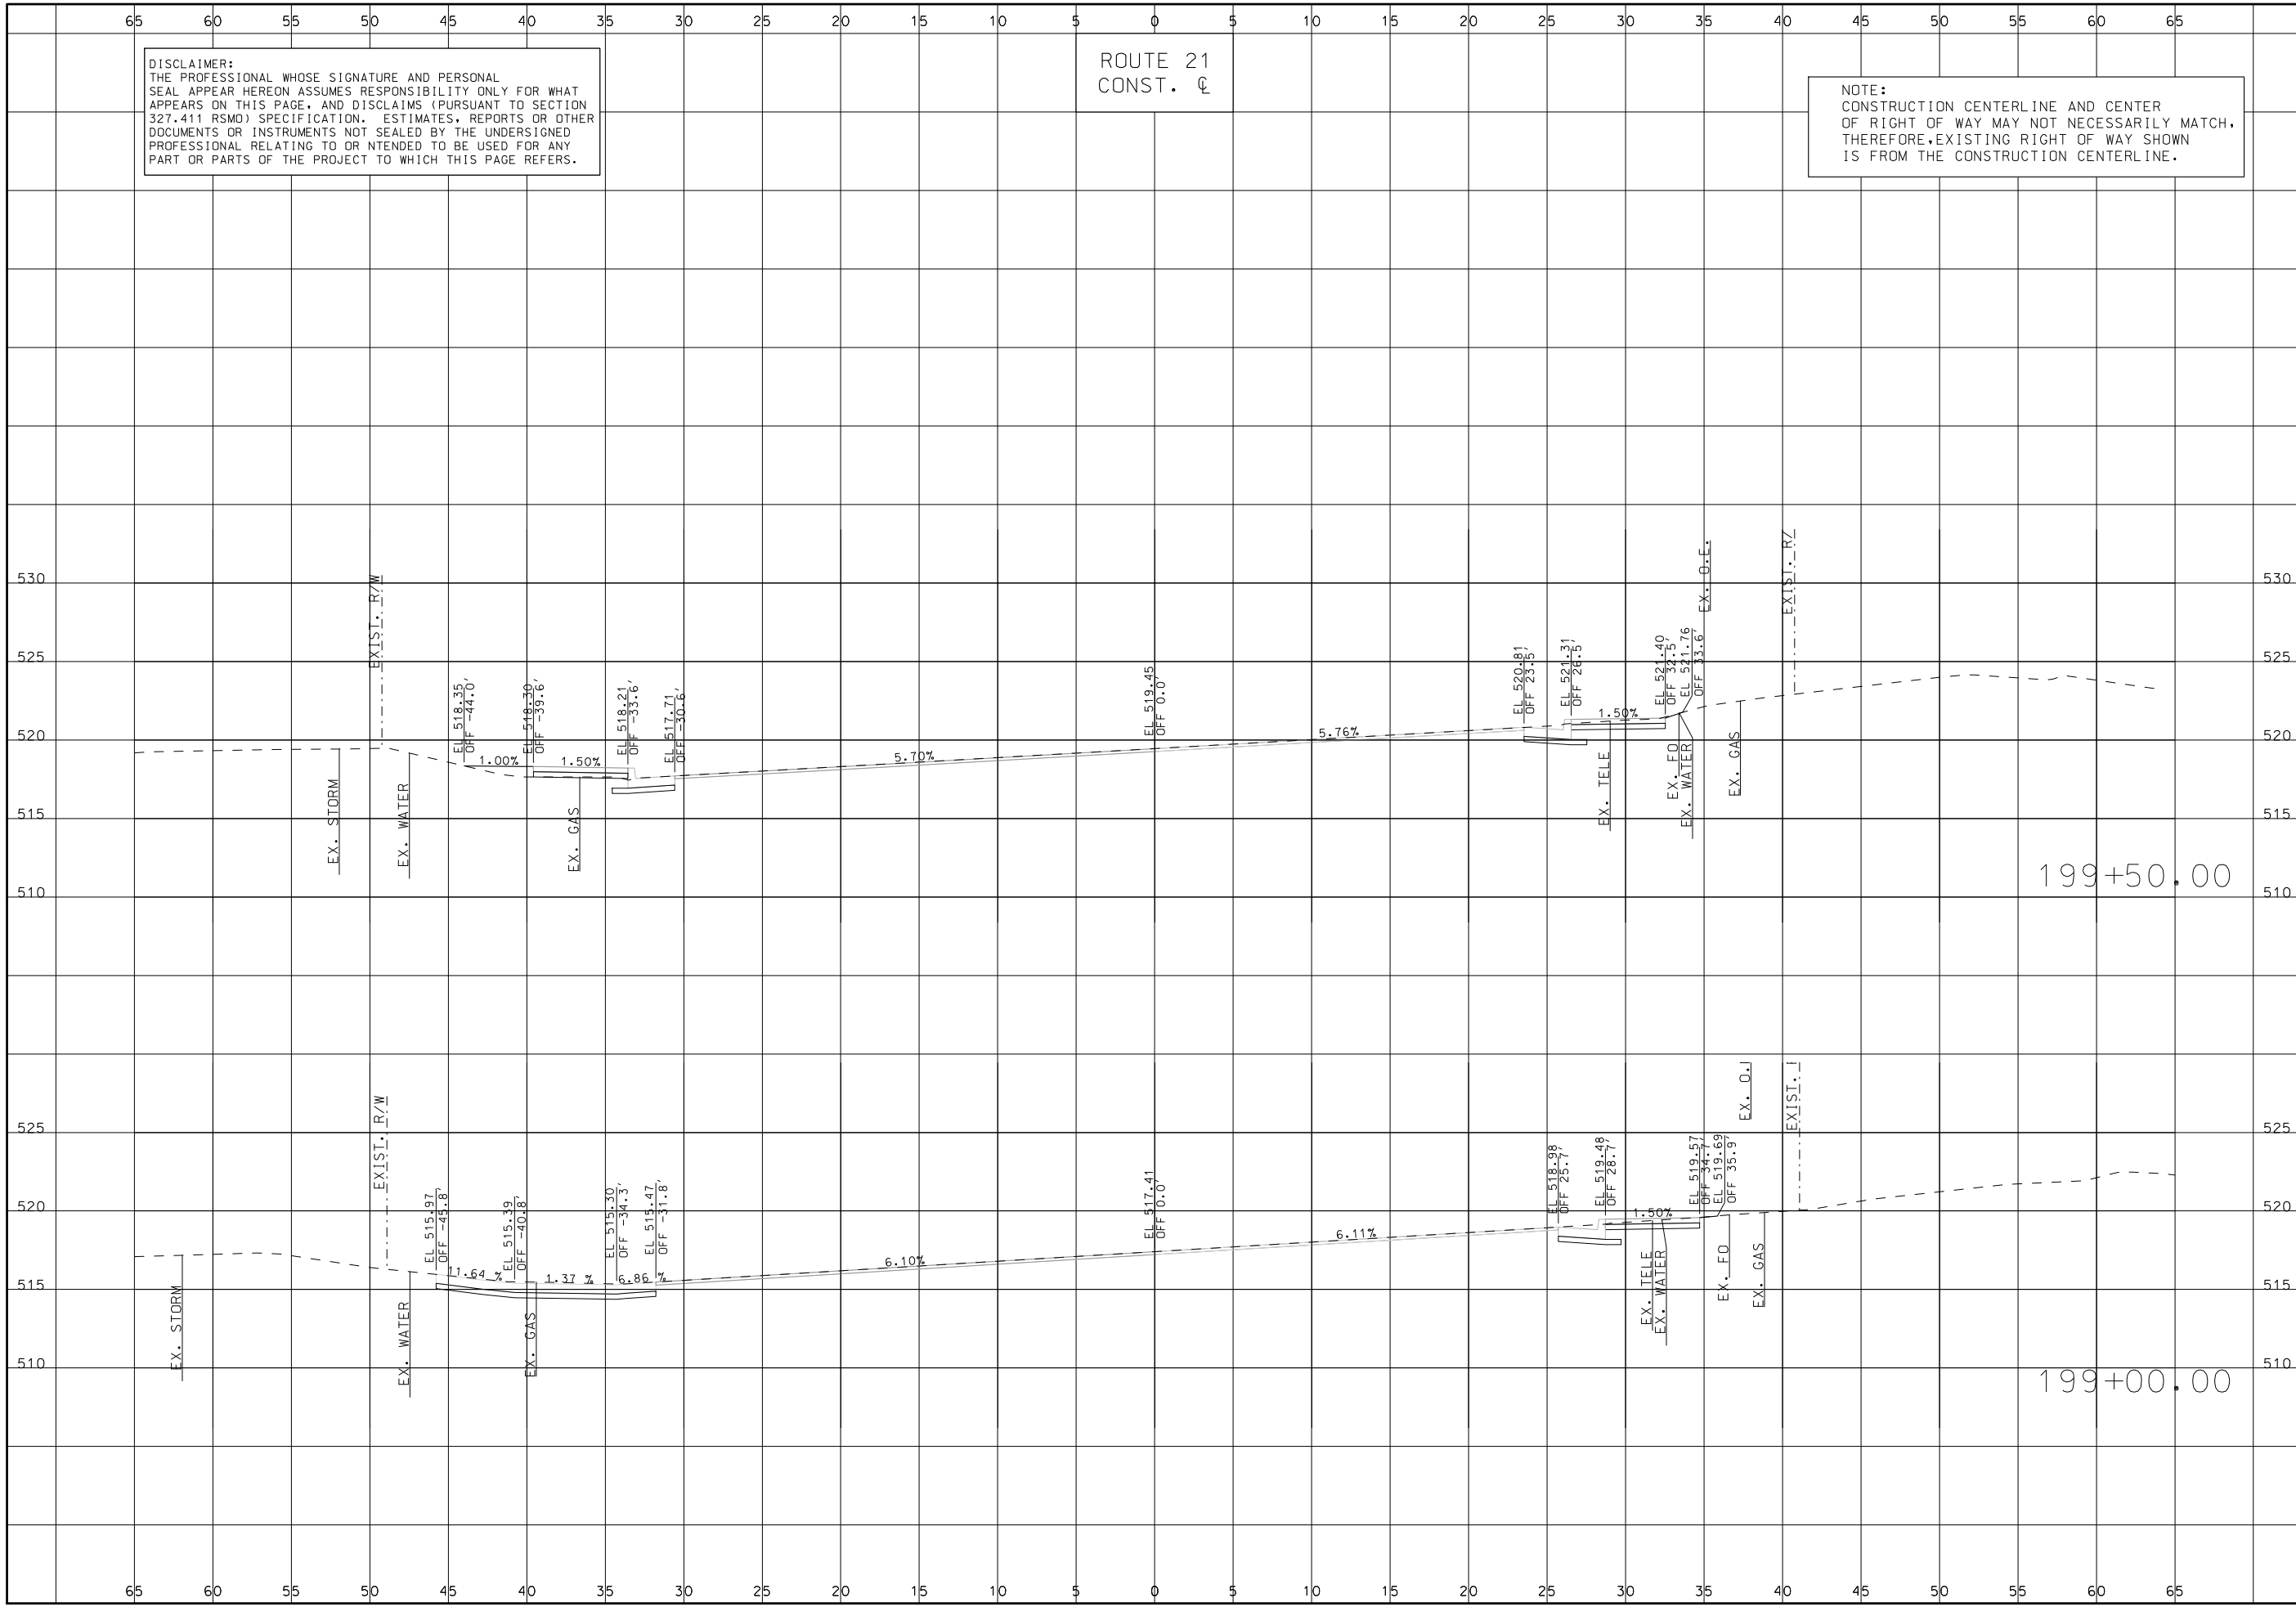 65 60 55 50 45 40 35 30 25 20 15 10 5 0 5 10 15 20 25 30 35 40 45 50 55 60 65
DISCLAIMER:
THE PROFESSIONAL WHOSE SIGNATURE AND PERSONAL
SEAL APPEAR HEREON ASSUMES RESPONSIBILITY ONLY FOR WHAT
APPEARS ON THIS PAGE, AND DISCLAIMS (PURSUANT TO SECTION
327.411 RSMO) SPECIFICATION. ESTIMATES, REPORTS OR OTHER
DOCUMENTS OR INSTRUMENTS NOT SEALED BY THE UNDERSIGNED
PROFESSIONAL RELATING TO OR NTENDED TO BE USED FOR ANY
PART OR PARTS OF THE PROJECT TO WHICH THIS PAGE REFERS.
ROUTE 21
CONST. ℄
NOTE:
CONSTRUCTION CENTERLINE AND CENTER
OF RIGHT OF WAY MAY NOT NECESSARILY MATCH,
THEREFORE,EXISTING RIGHT OF WAY SHOWN
IS FROM THE CONSTRUCTION CENTERLINE.
530 530
525 525
520 520
515 515
510 510
EXIST. R/W
EX. STORM
EX. WATER
EL 518.35
OFF -44.0'
1.00%
EL 518.30
OFF -39.6'
1.50%
EX. GAS
EL 518.21
OFF -33.6'
EL 517.71
OFF -30.6'
5.70%
EL 519.45
OFF 0.0'
5.76%
EL 520.81
OFF 23.5'
EL 521.31
OFF 26.5'
1.50%
EX. TELE
EL 521.40
OFF 32.5'
EL 521.76
OFF 33.6'
EX. FO
EX. WATER
EX. O.E.
EX. GAS
EXIST. R/
199+50.00
525 525
520 520
515 515
510 510
EX. STORM
EXIST. R/W
EX. WATER
EL 515.97
OFF -45.8'
11.64 %
EL 515.39
OFF -40.8'
EX. GAS
1.37 %
EL 515.30
OFF -34.3'
6.86 %
EL 515.47
OFF -31.8'
6.10%
EL 517.41
OFF 0.0'
6.11%
EL 518.98
OFF 25.7'
EL 519.48
OFF 28.7'
1.50%
EX. TELE
EX. WATER
EL 519.57
OFF 34.7'
EL 519.69
OFF 35.9'
EX. FO
EX. O.
EX. GAS
EXIST.
199+00.00
65 60 55 50 45 40 35 30 25 20 15 10 5 0 5 10 15 20 25 30 35 40 45 50 55 60 65